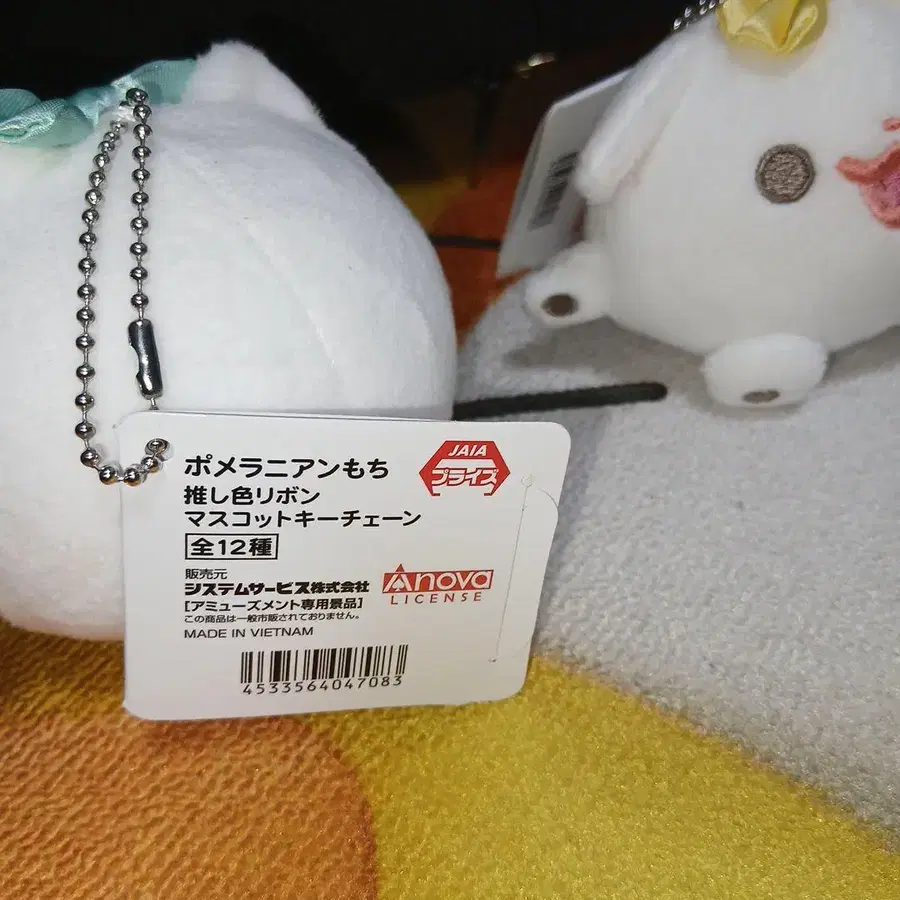 ポメラニアンもち
推し色リボン
マスコットキーチェーン
全12種
JAIA
プライズ
販売元
システムサービス株式会社
[アミューズメント専用景品]
この商品は一般市販されておりません。
MADE IN VIETNAM
Anova
LICENSE
4533564047083